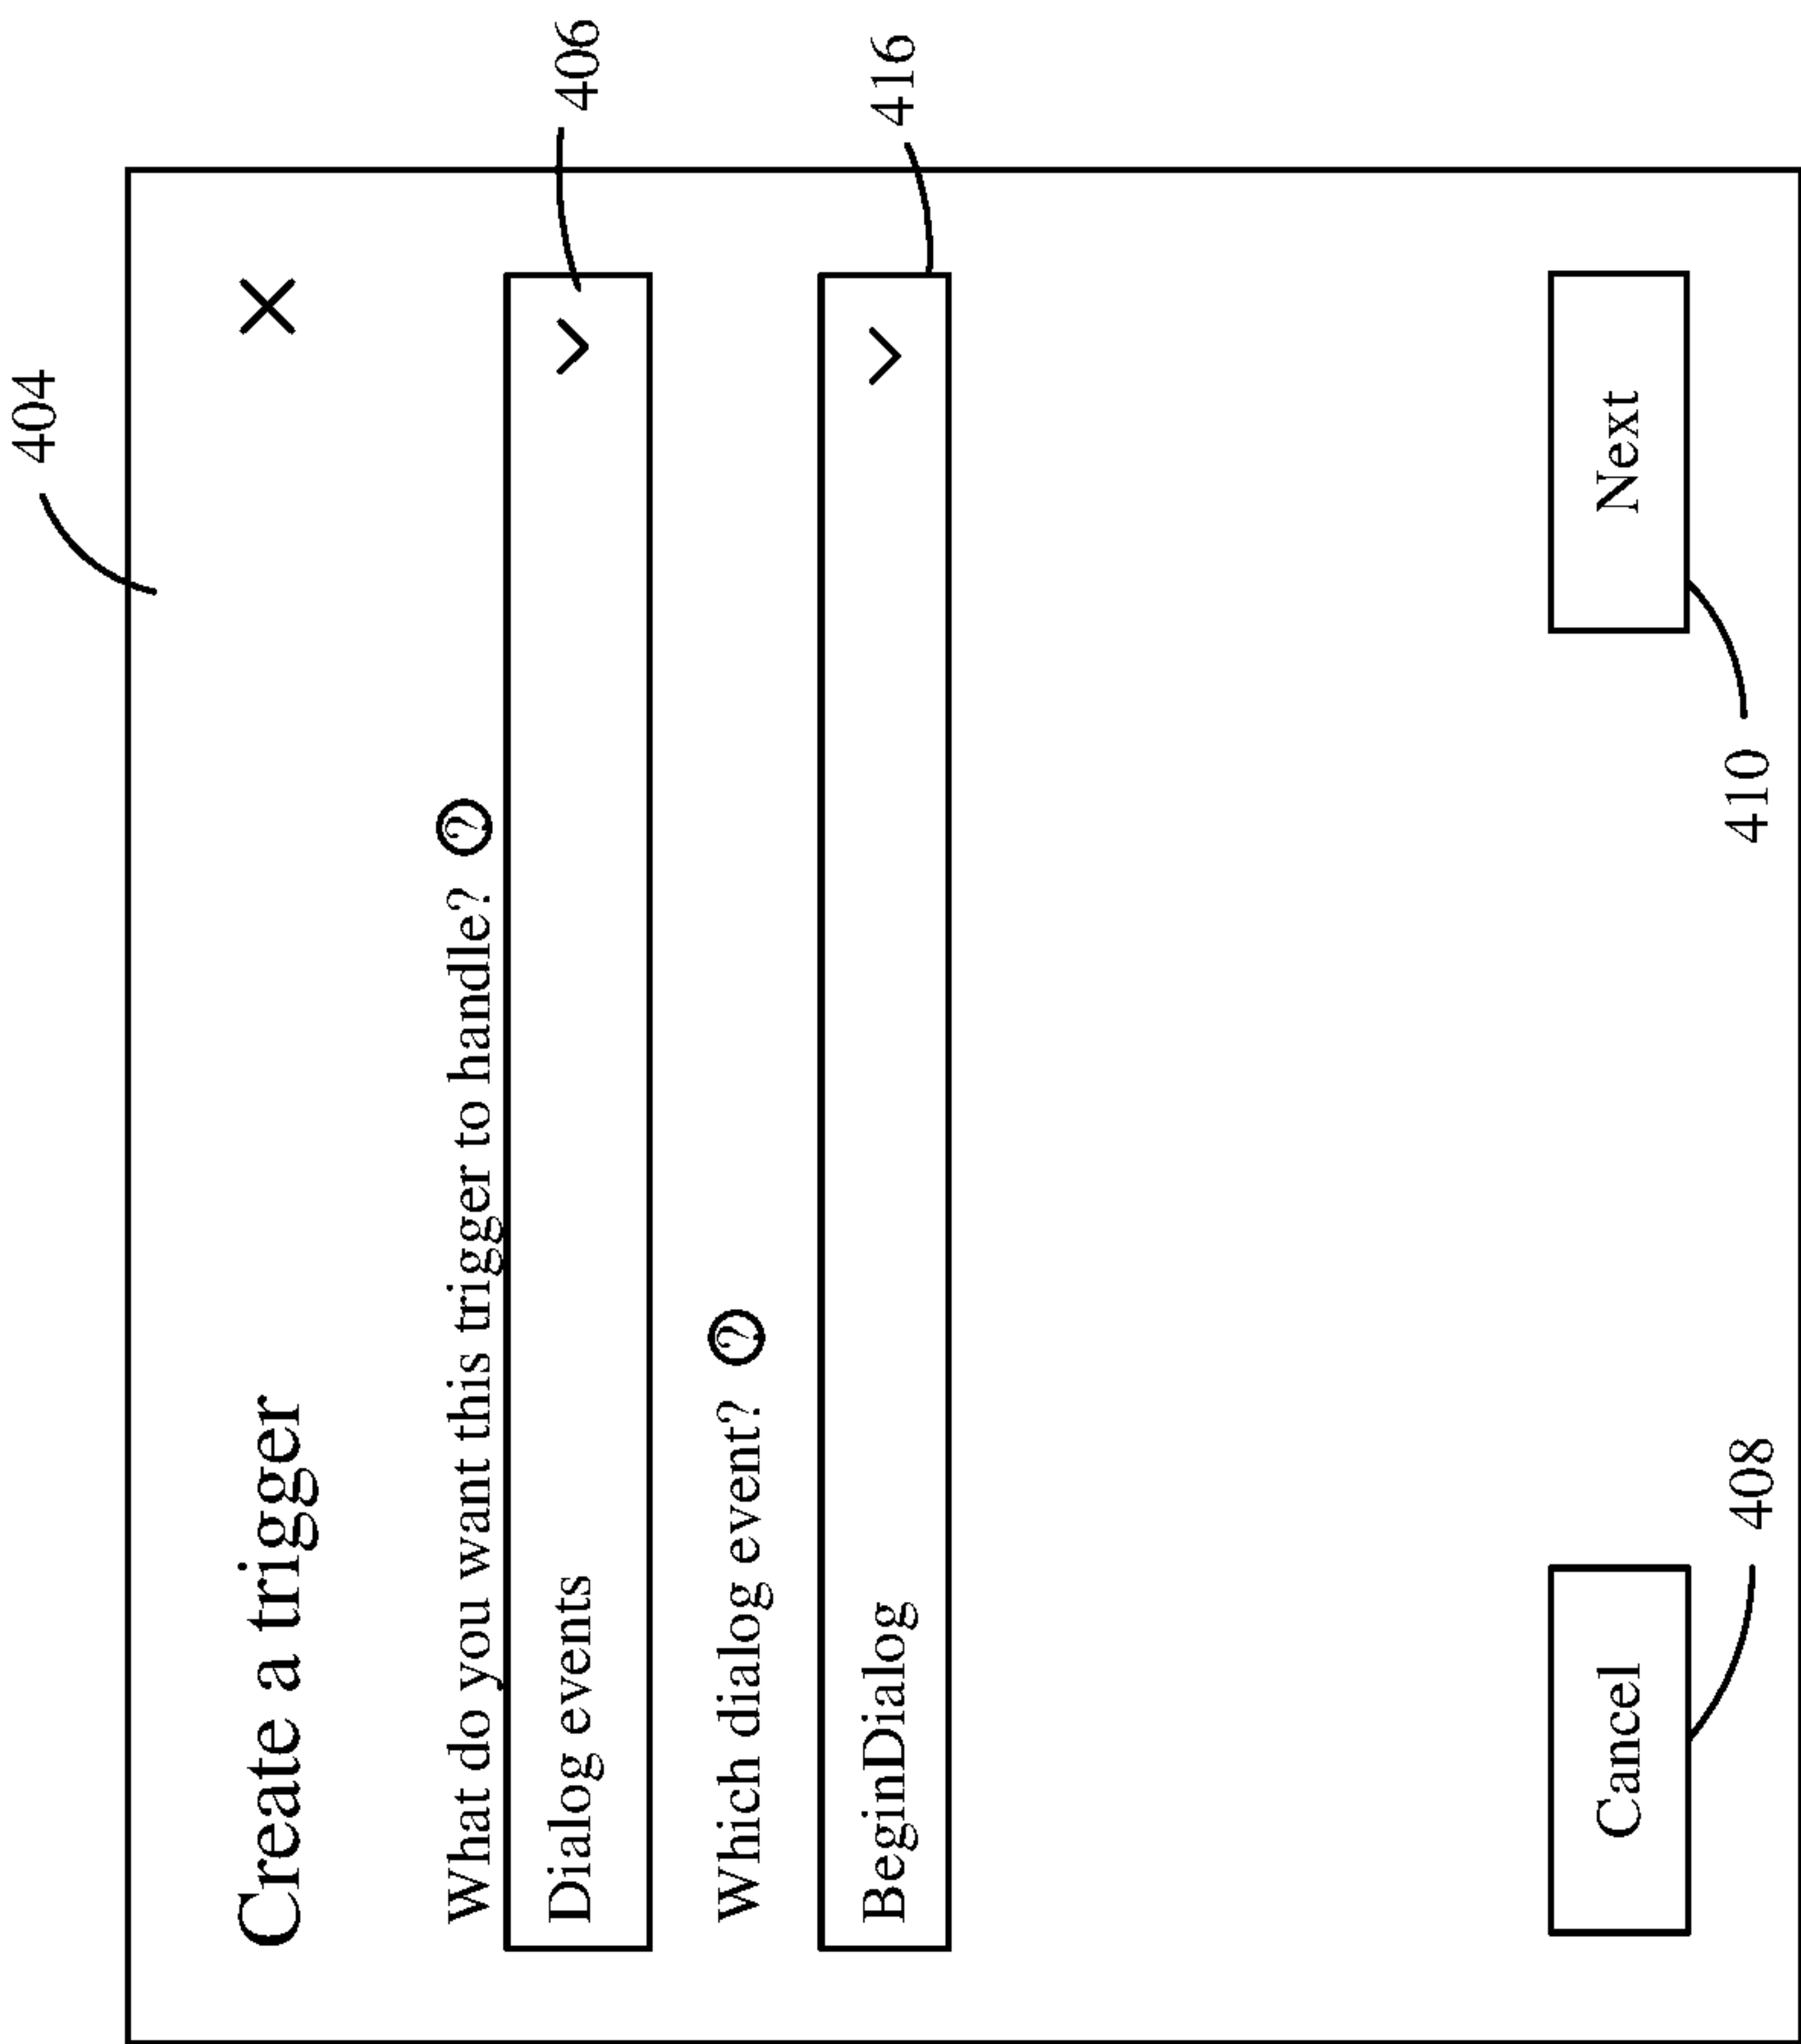 404
Create a trigger
What do you want this trigger to handle? ?
Dialog events
406
Which dialog event? ?
BeginDialog
416
Cancel
Next
408
410